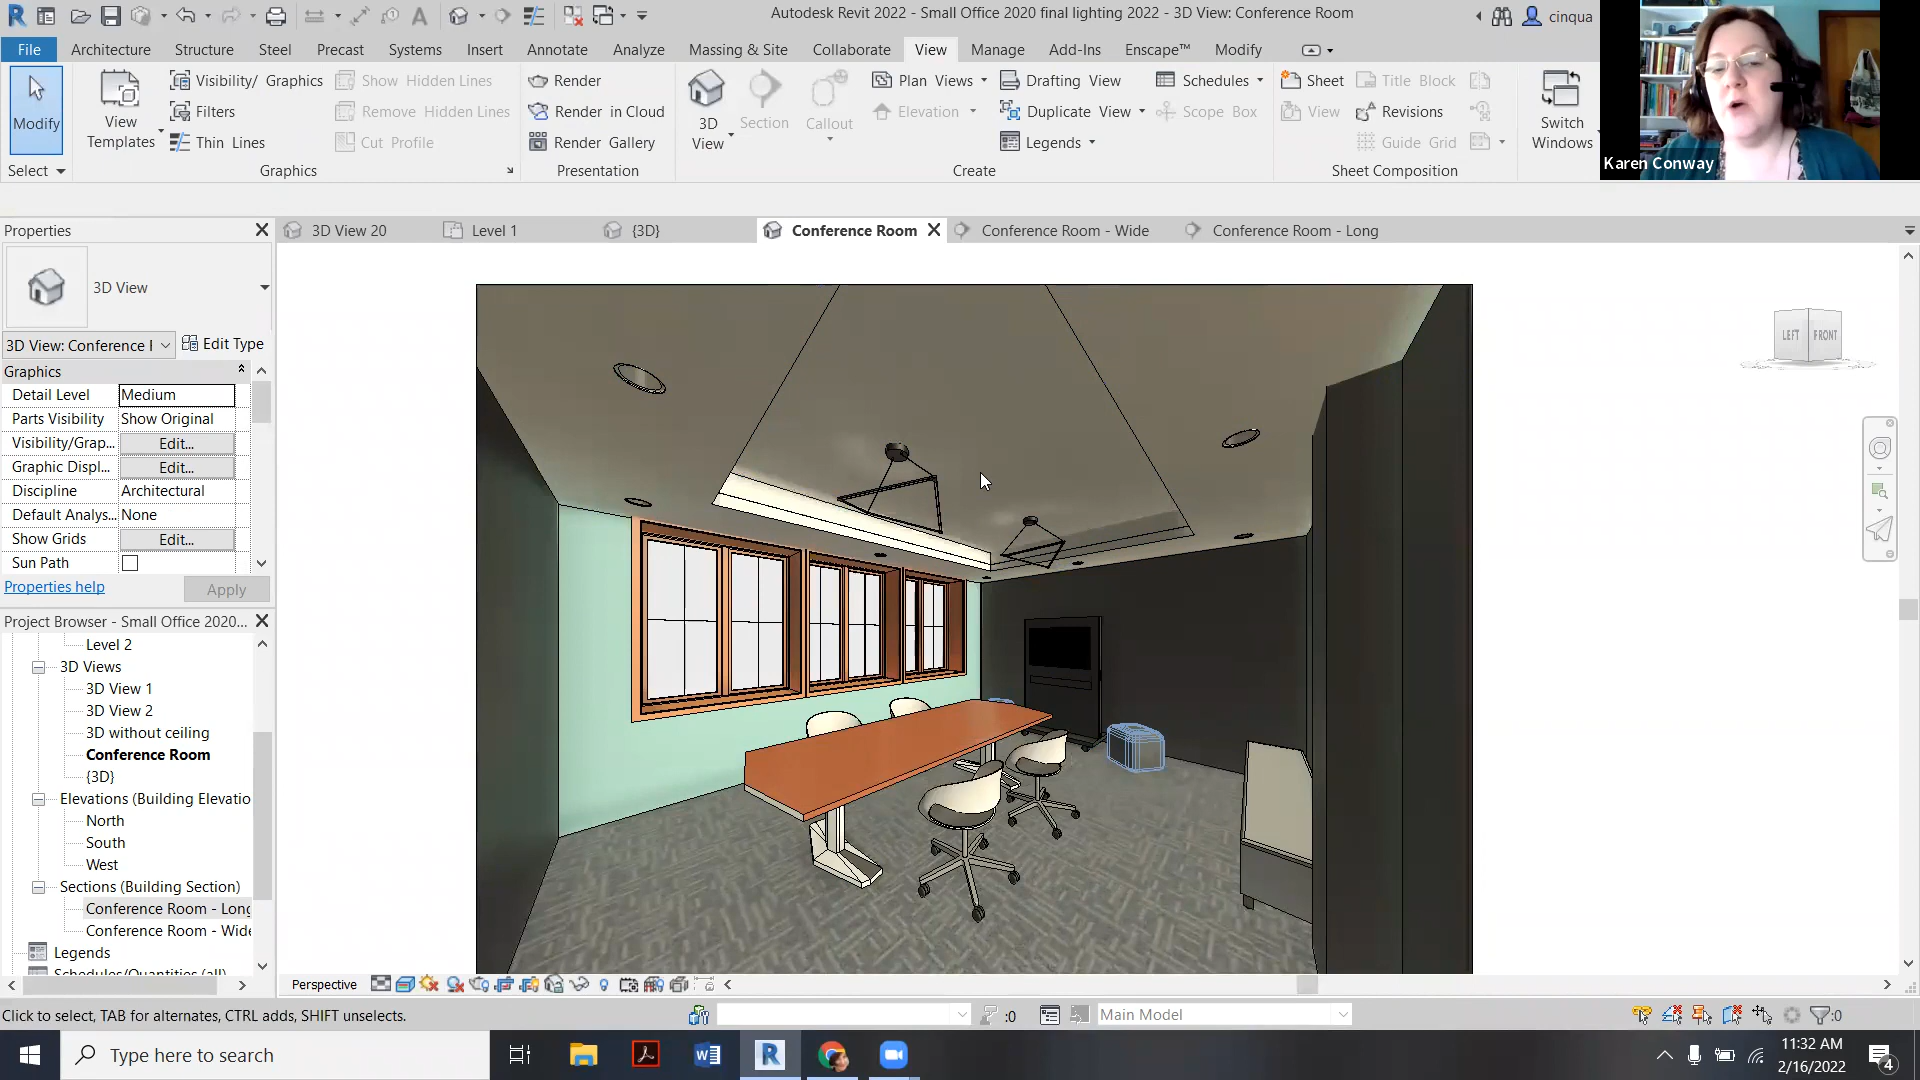 Autodesk Revit 2022 - Small Office 2020 final lighting 2022 - 3D View: Conference Room
cinqua
File Architecture Structure Steel Precast Systems Insert Annotate Analyze Massing & Site Collaborate View Manage Add-Ins Enscape™ Modify
Modify
View
Templates
Visibility/ Graphics
Filters
Thin Lines
Show Hidden Lines
Remove Hidden Lines
Cut Profile
Render
Render in Cloud
Render Gallery
3D
View
Section
Callout
Plan Views
Elevation
Drafting View
Duplicate View
Legends
Schedules
Scope Box
Sheet
View
Title Block
Revisions
Guide Grid
Switch
Windows
Select
Graphics
Presentation
Create
Sheet Composition
Karen Conway
Properties
3D View 20
Level 1
{3D}
Conference Room
Conference Room - Wide
Conference Room - Long
3D View
3D View: Conference R
Edit Type
Graphics
Detail Level Medium
Parts Visibility Show Original
Visibility/Grap... Edit...
Graphic Displ... Edit...
Discipline Architectural
Default Analys... None
Show Grids Edit...
Sun Path
Properties help
Apply
LEFT
FRONT
Project Browser - Small Office 2020...
Level 2
3D Views
3D View 1
3D View 2
3D without ceiling
Conference Room
{3D}
Elevations (Building Elevatio
North
South
West
Sections (Building Section)
Conference Room - Long
Conference Room - Wide
Legends
Schedules/Quantities (all)
Perspective
Click to select, TAB for alternates, CTRL adds, SHIFT unselects.
:0
Main Model
:0
Type here to search
11:32 AM
2/16/2022
4